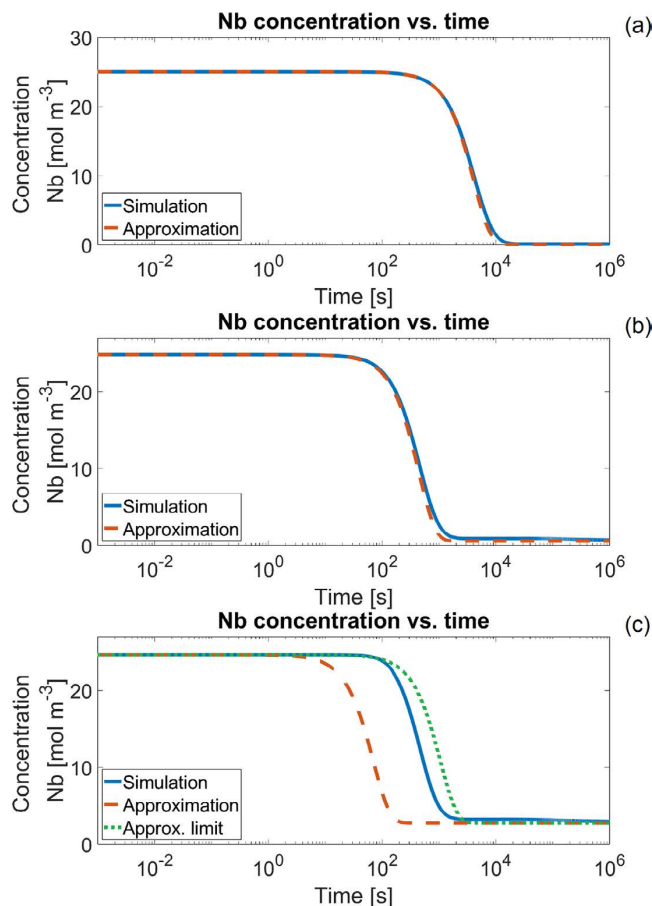 Nb concentration vs. time
(a)
30
20
10
0
Concentration
Nb [mol m-3]
Simulation
Approximation
10-2 100 102 104 106
Time [s]
Nb concentration vs. time
(b)
20
10
0
Concentration
Nb [mol m-3]
Simulation
Approximation
10-2 100 102 104 106
Time [s]
Nb concentration vs. time
(c)
20
10
0
Concentration
Nb [mol m-3]
Simulation
Approximation
Approx. limit
10-2 100 102 104 106
Time [s]